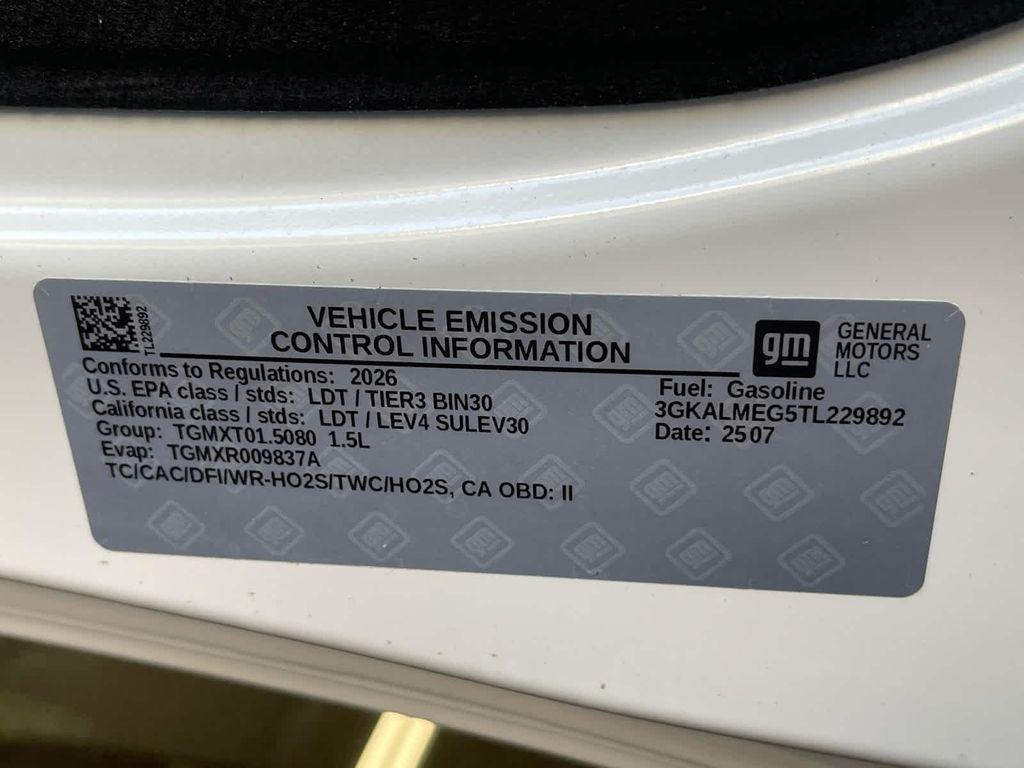 TL229892
VEHICLE EMISSION
CONTROL INFORMATION
gm
GENERAL
MOTORS
LLC
Conforms to Regulations: 2026
U.S. EPA class / stds: LDT / TIER3 BIN30
California class / stds: LDT / LEV4 SULEV30
Group: TGMXT01.5080 1.5L
Evap: TGMXR009837A
TC/CAC/DFI/WR-HO2S/TWC/HO2S, CA OBD: II
Fuel: Gasoline
3GKALMEG5TL229892
Date: 2507